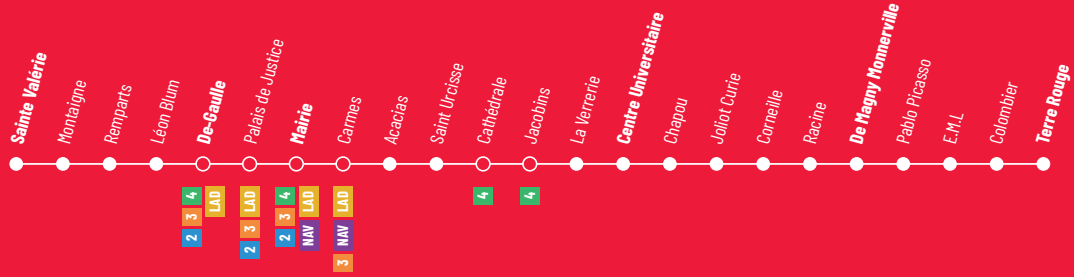 Sainte Valérie
Montaigne
Remparts
Léon Blum
De-Gaulle
Palais de Justice
Mairie
Carmes
Acacias
Saint Urcisse
Cathédrale
Jacobins
La Verrerie
Centre Universitaire
Chapou
Joliot Curie
Corneille
Racine
De Magny Monnerville
Pablo Picasso
E.M.L
Colombier
Terre Rouge
2 3 4
LAD
2 3 LAD
2 3 4
NAV LAD
3 NAV LAD
4
4